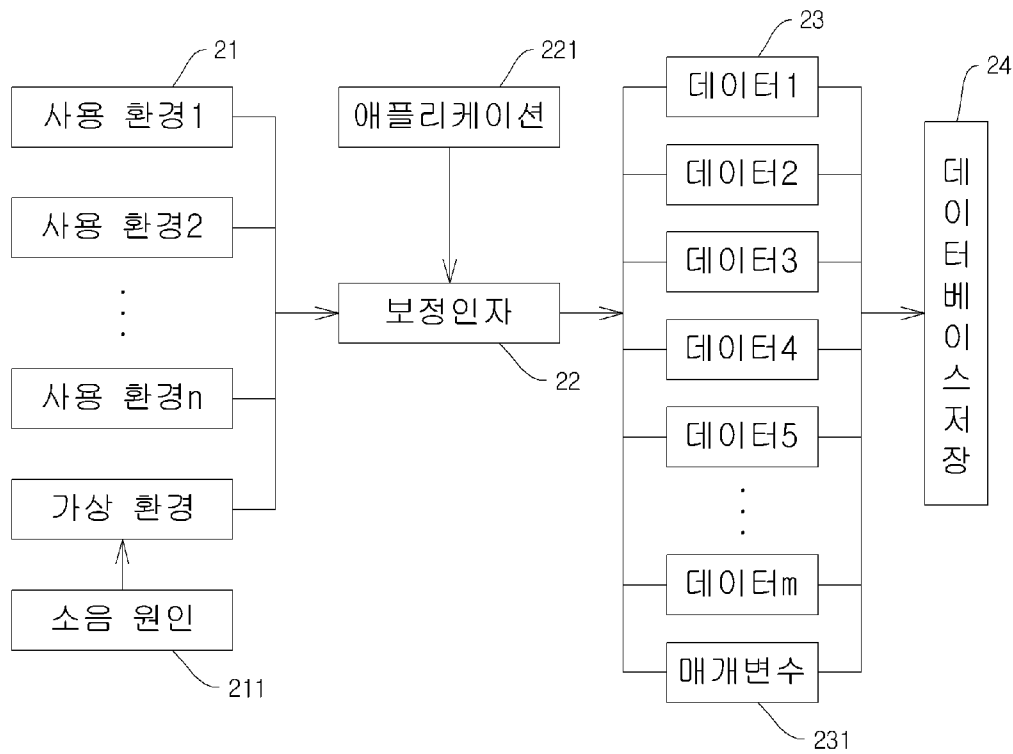 21
사용 환경1
사용 환경2
사용 환경n
가상 환경
소음 원인
211
221
애플리케이션
보정인자
22
23
데이터1
데이터2
데이터3
데이터4
데이터5
데이터m
매개변수
231
24
데이터베이스저장